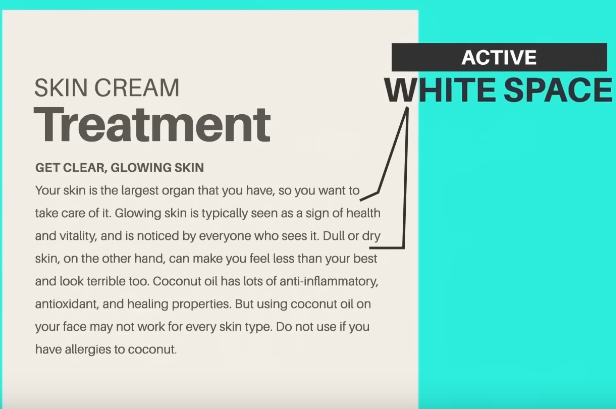 ACTIVE
WHITE SPACE
SKIN CREAM
Treatment
GET CLEAR, GLOWING SKIN
Your skin is the largest organ that you have, so you want to
take care of it. Glowing skin is typically seen as a sign of health
and vitality, and is noticed by everyone who sees it. Dull or dry
skin, on the other hand, can make you feel less than your best
and look terrible too. Coconut oil has lots of anti-inflammatory,
antioxidant, and healing properties. But using coconut oil on
your face may not work for every skin type. Do not use if you
have allergies to coconut.